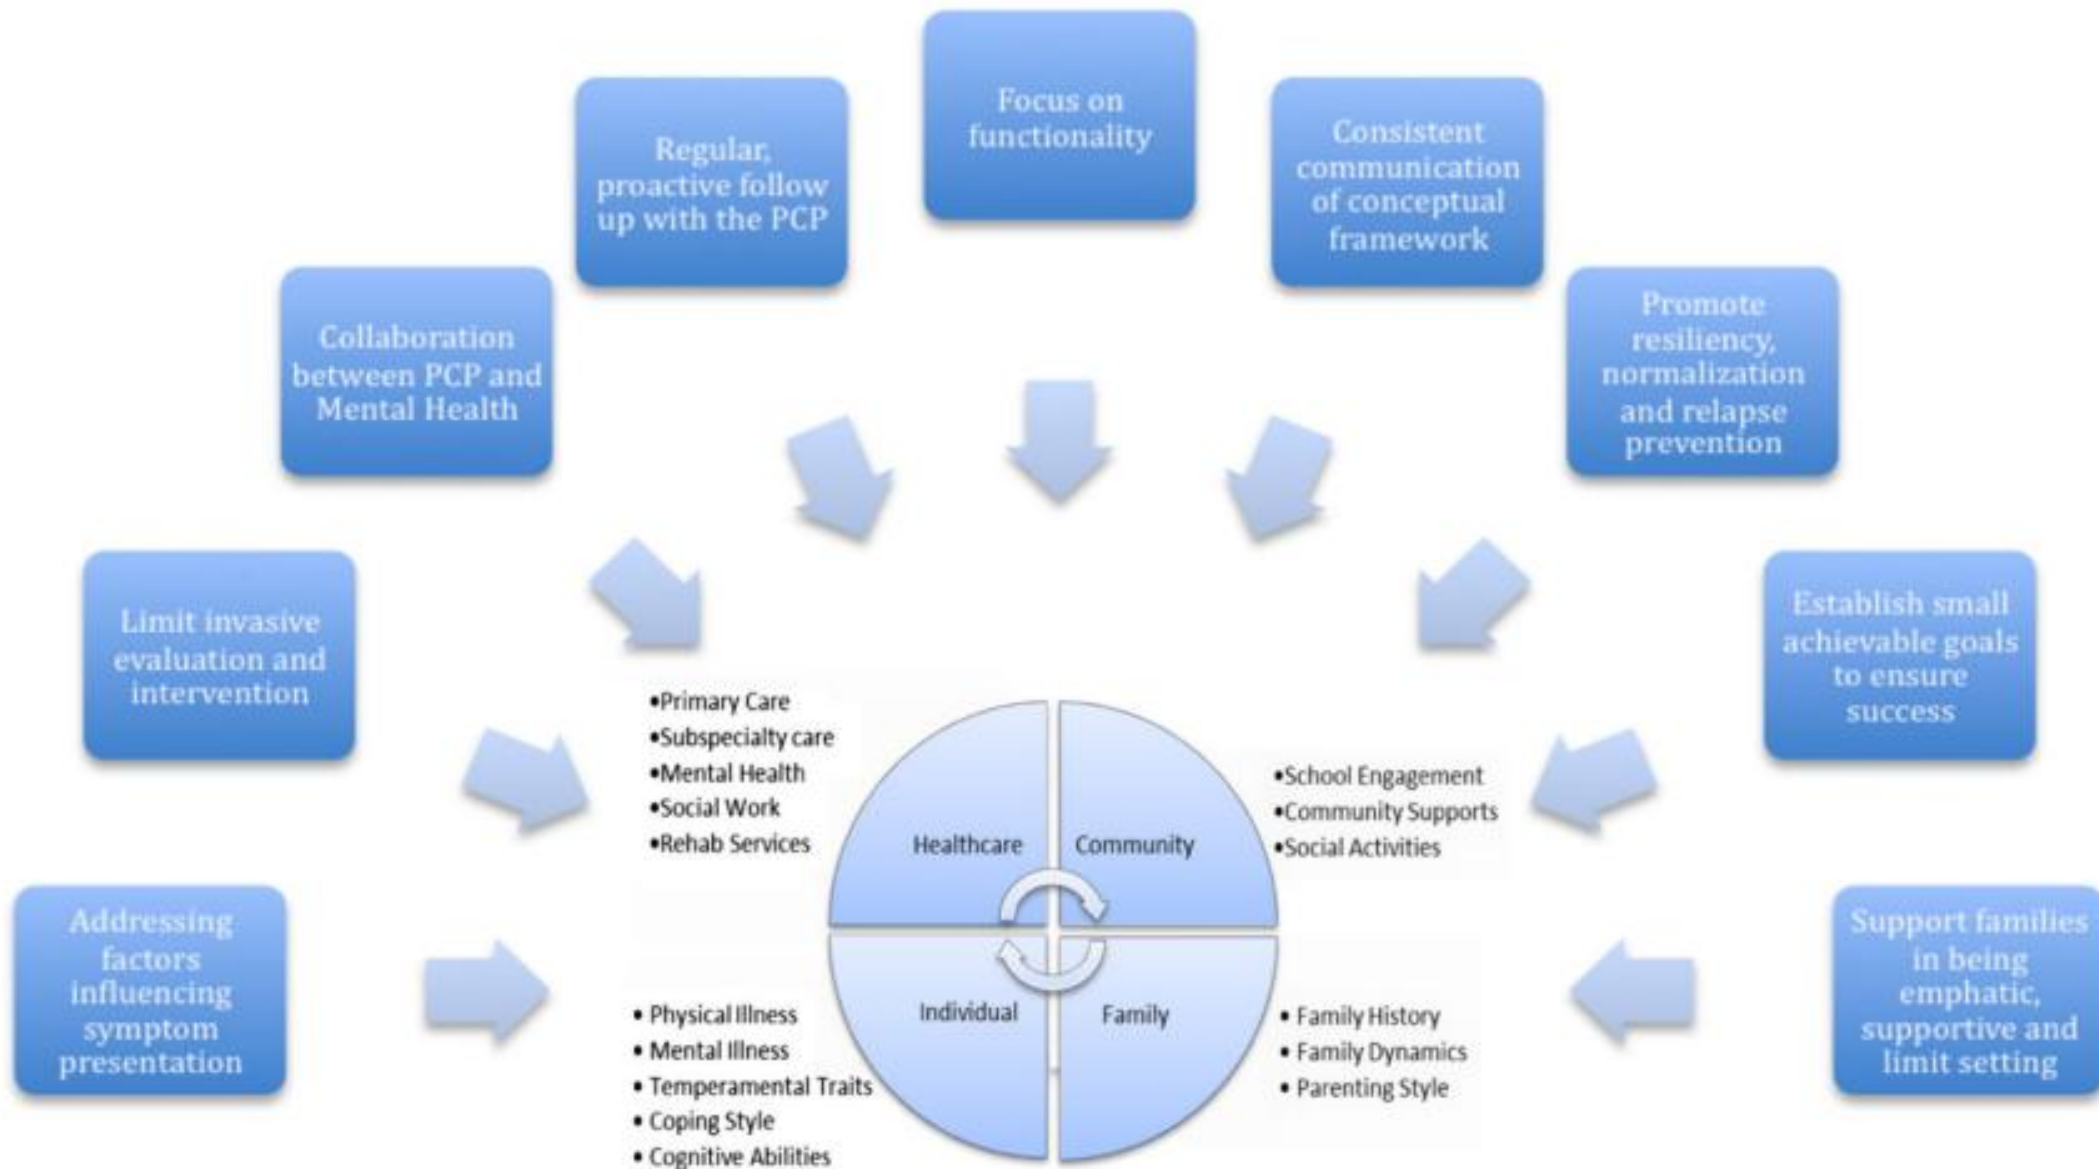 Focus on
functionality
Regular,
proactive follow
up with the PCP
Consistent
communication
of conceptual
framework
Collaboration
between PCP and
Mental Health
Promote
resiliency,
normalization
and relapse
prevention
Limit invasive
evaluation and
intervention
Establish small
achievable goals
to ensure
success
Addressing
factors
influencing
symptom
presentation
Support families
in being
emphatic,
supportive and
limit setting
•Primary Care
•Subspecialty care
•Mental Health
•Social Work
•Rehab Services
Healthcare
Community
•School Engagement
•Community Supports
•Social Activities
• Physical Illness
• Mental Illness
• Temperamental Traits
• Coping Style
• Cognitive Abilities
Individual
Family
• Family History
• Family Dynamics
• Parenting Style